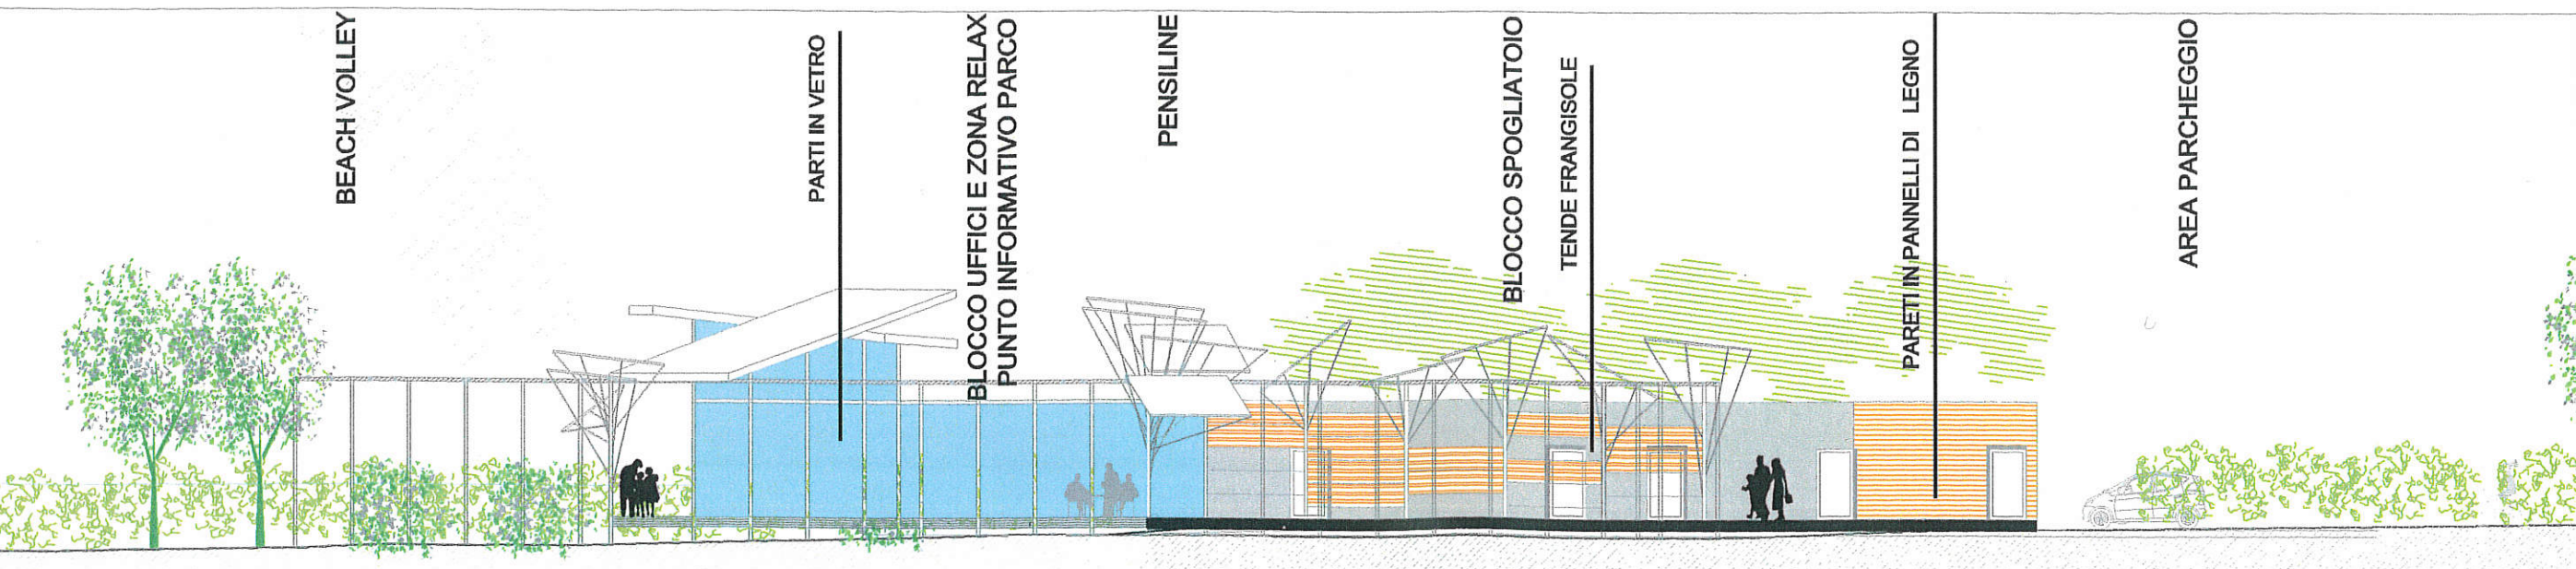 BEACH VOLLEY
PARTI IN VETRO
BLOCCO UFFICI E ZONA RELAX
PUNTO INFORMATIVO PARCO
PENSILINE
BLOCCO SPOGLIATOIO
TENDE FRANGISOLE
PARETI IN PANNELLI DI LEGNO
AREA PARCHEGGIO